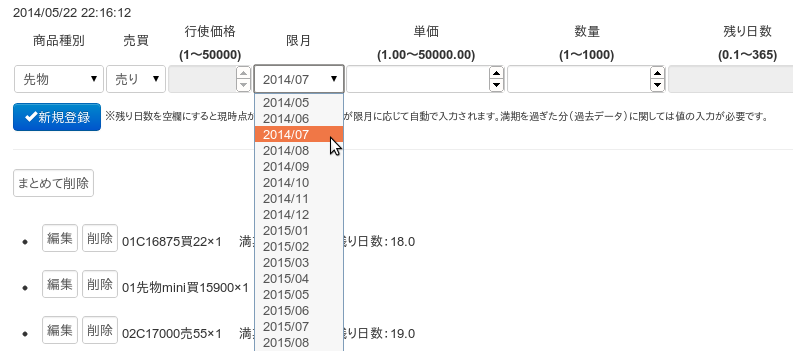 2014/05/22 22:16:12
商品種別 売買 行使価格 限月 単価 数量 残り日数
(1〜50000) (1.00〜50000.00) (1〜1000) (0.1〜365)
先物 売り 2014/07
新規登録 ※残り日数を空欄にすると現時点か が限月に応じて自動で入力されます。満期を過ぎた分（過去データ）に関しては値の入力が必要です。
2014/05
2014/06
2014/07
2014/08
2014/09
2014/10
2014/11
2014/12
2015/01
2015/02
2015/03
2015/04
2015/05
2015/06
2015/07
2015/08
まとめて削除
編集 削除 01C16875買22×1 満 残り日数：18.0
編集 削除 01先物mini買15900×1
編集 削除 02C17000売55×1 満 残り日数：19.0